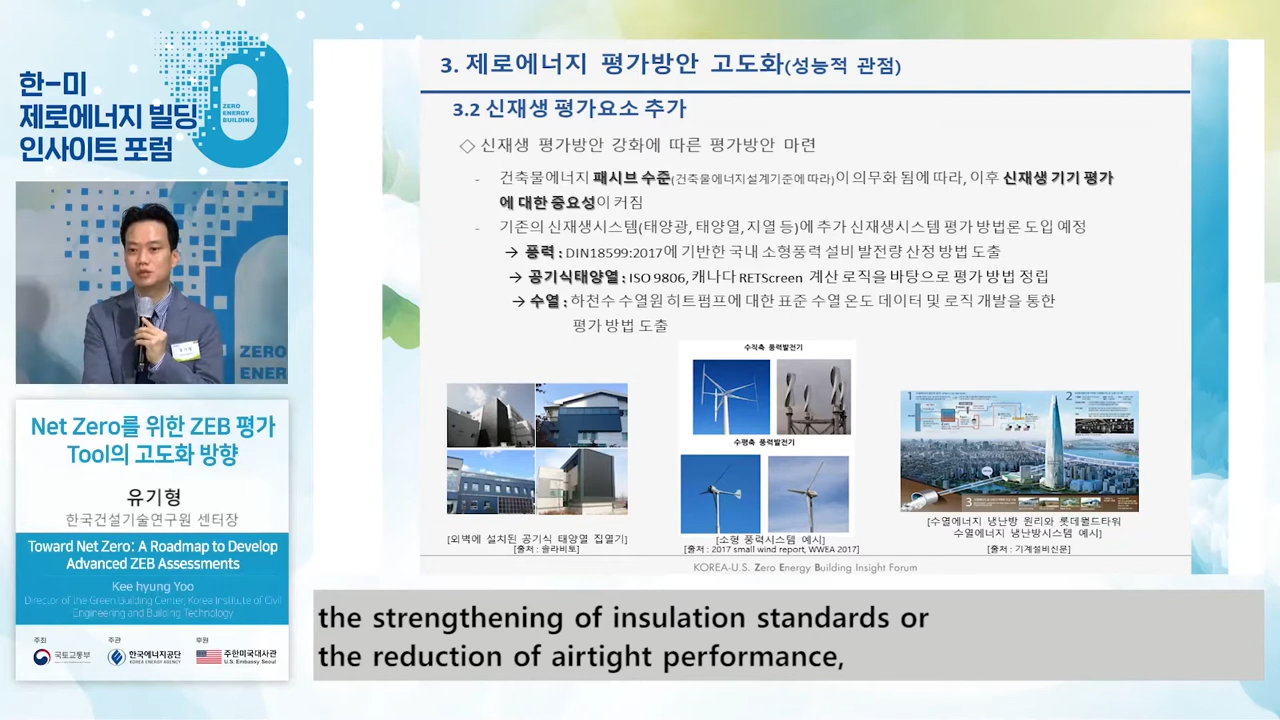 한-미
제로에너지 빌딩
인사이트 포럼
ZERO
ENERGY
BUILDING
ZERO
ENER
Net Zero를 위한 ZEB 평가
Tool의 고도화 방향
유기형
한국건설기술연구원 센터장
Toward Net Zero: A Roadmap to Develop
Advanced ZEB Assessments
Kee hyung Yoo
Director of the Green Building Center, Korea Institute of Civil
Engineering and Building Technology
주최
국토교통부
주관
한국에너지공단
KOREA ENERGY AGENCY
후원
주한미국대사관
U.S. Embassy Seoul
3. 제로에너지 평가방안 고도화(성능적 관점)
3.2 신재생 평가요소 추가
◇ 신재생 평가방안 강화에 따른 평가방안 마련
- 건축물에너지 패시브 수준(건축물에너지설계기준에 따라)이 의무화 됨에 따라, 이후 신재생 기기 평가
에 대한 중요성이 커짐
- 기존의 신재생시스템(태양광, 태양열, 지열 등)에 추가 신재생시스템 평가 방법론 도입 예정
→ 풍력 : DIN18599:2017에 기반한 국내 소형풍력 설비 발전량 산정 방법 도출
→ 공기식태양열 : ISO 9806, 캐나다 RETScreen 계산 로직을 바탕으로 평가 방법 정립
→ 수열 : 하천수 수열원 히트펌프에 대한 표준 수열 온도 데이터 및 로직 개발을 통한
평가 방법 도출
수직축 풍력발전기
수평축 풍력발전기
1
2
3
[외벽에 설치된 공기식 태양열 집열기]
[출처 : 솔라비토]
[소형 풍력시스템 예시]
[출처 : 2017 small wind report, WWEA 2017]
[수열에너지 냉난방 원리와 롯데월드타워
수열에너지 냉난방시스템 예시]
[출처 : 기계설비신문]
KOREA-U.S. Zero Energy Building Insight Forum
the strengthening of insulation standards or
the reduction of airtight performance,